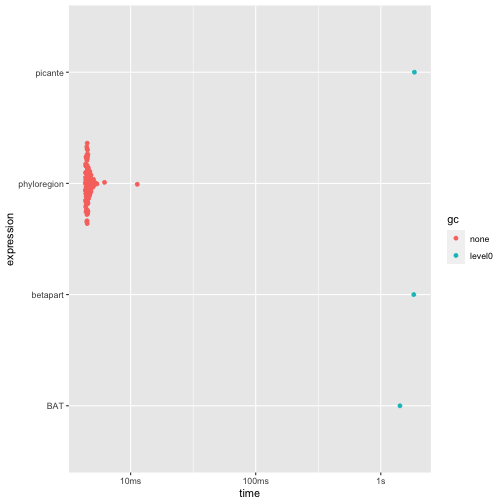 picante
phyloregion
betapart
BAT
expression
10ms
100ms
1s
time
gc
none
level0